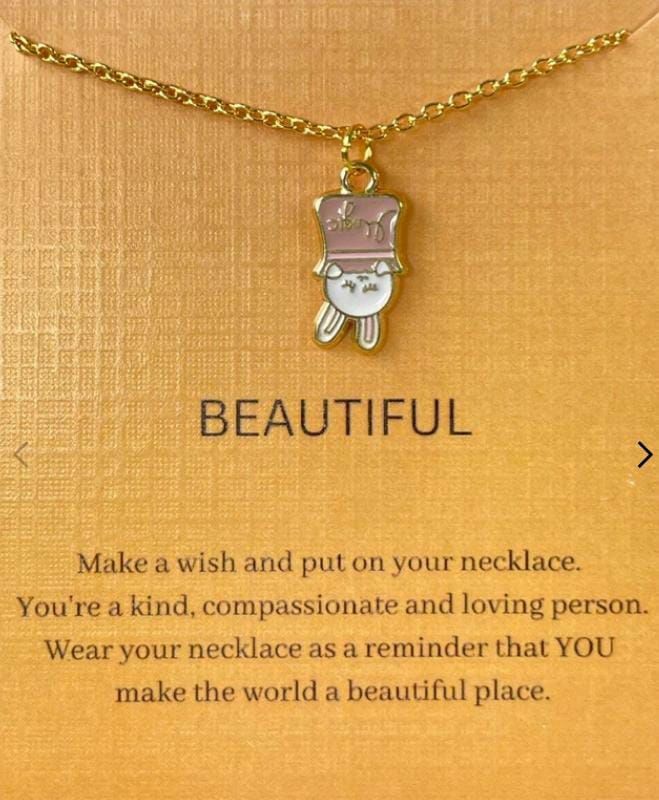 Magic
BEAUTIFUL
Make a wish and put on your necklace.
You're a kind, compassionate and loving person.
Wear your necklace as a reminder that YOU
make the world a beautiful place.